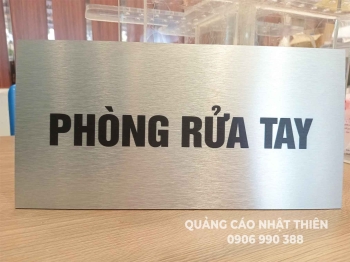 PHÒNG RỬA TAY
QUẢNG CÁO NHẬT THIÊN
0906 990 388